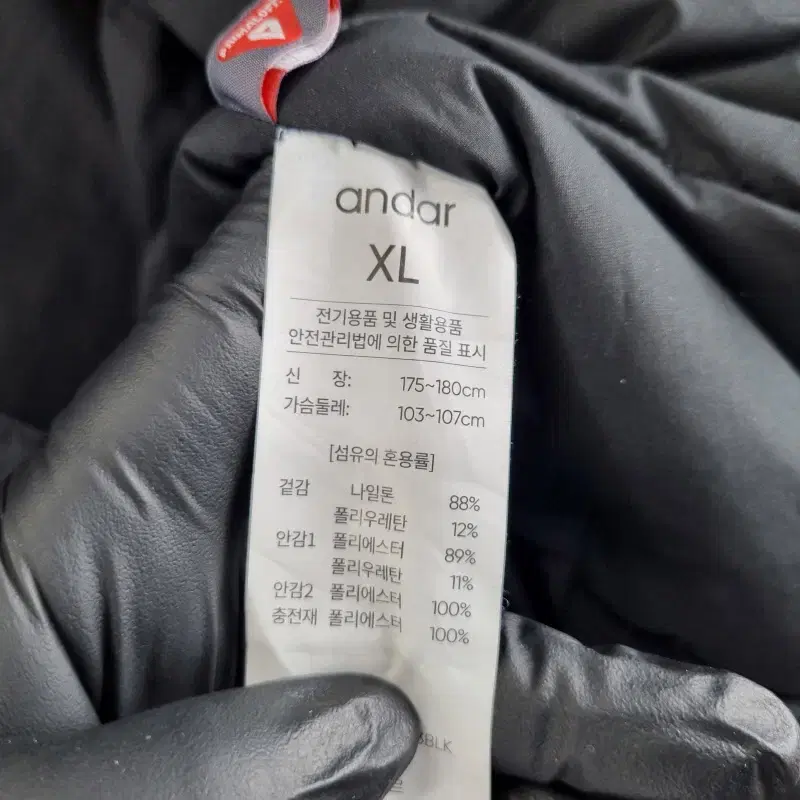 PRIMALOFT
andar
XL
전기용품 및 생활용품
안전관리법에 의한 품질 표시
신 장: 175~180cm
가슴둘레: 103~107cm
[섬유의 혼용률]
겉감 나일론 88%
폴리우레탄 12%
안감1 폴리에스터 89%
폴리우레탄 11%
안감2 폴리에스터 100%
충전재 폴리에스터 100%
BLK